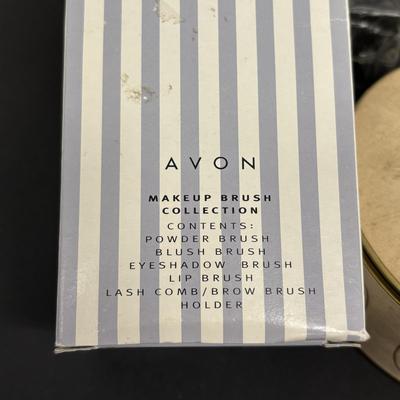 AVON
MAKEUP BRUSH
COLLECTION
CONTENTS:
POWDER BRUSH
BLUSH BRUSH
EYESHADOW BRUSH
LIP BRUSH
LASH COMB/BROW BRUSH
HOLDER